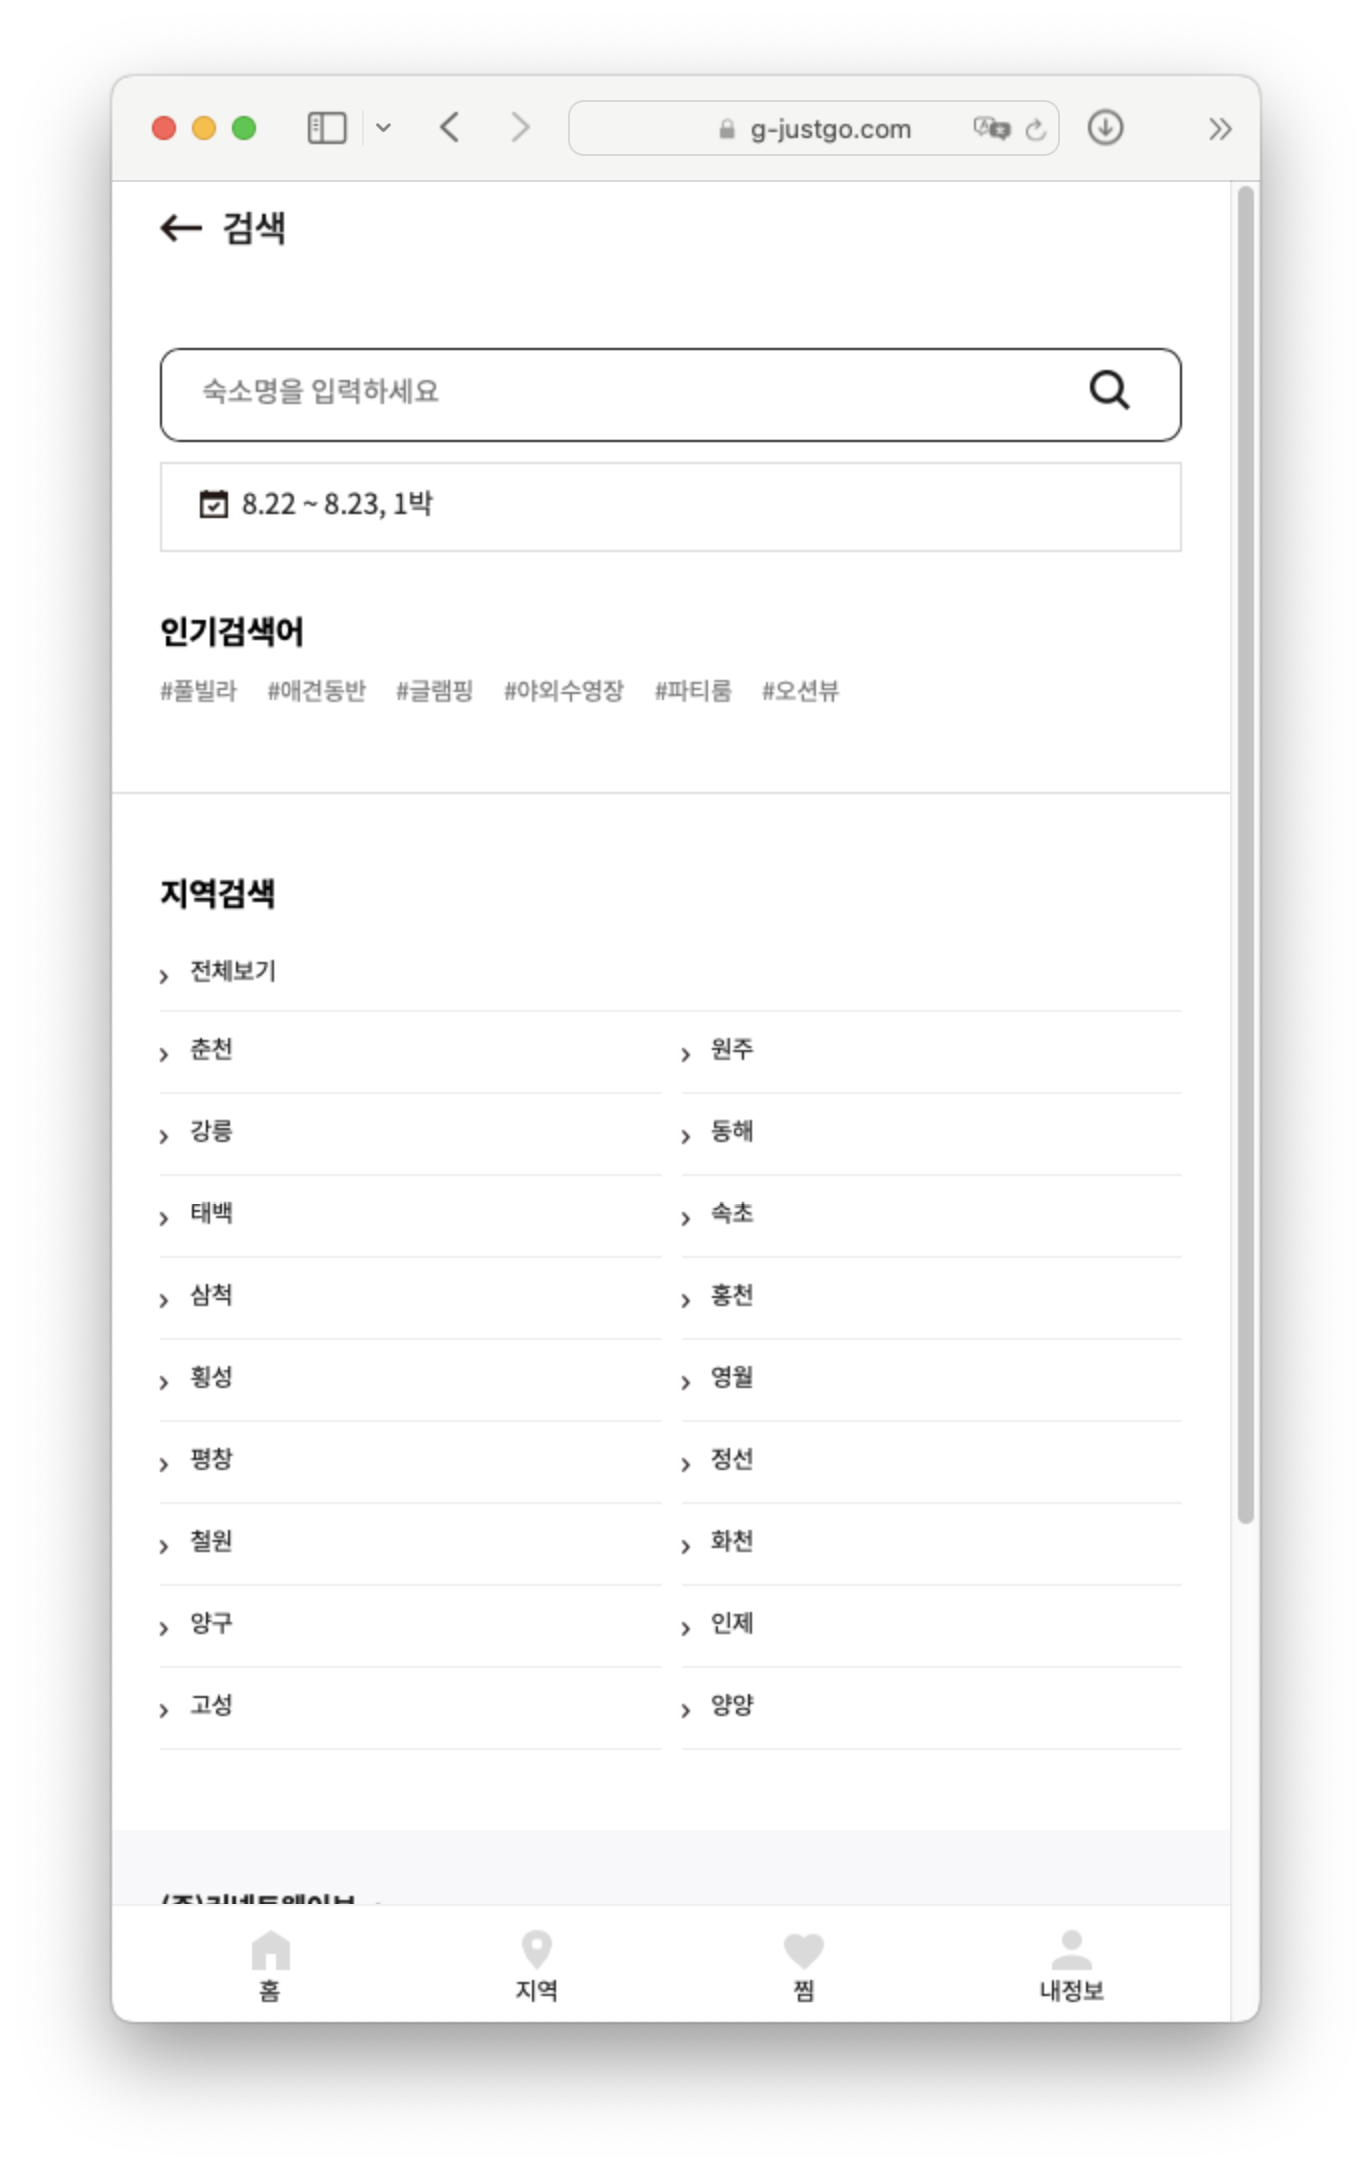 g-justgo.com
검색
숙소명을 입력하세요
8.22 ~ 8.23, 1박
인기검색어
#풀빌라 #애견동반 #글램핑 #야외수영장 #파티룸 #오션뷰
지역검색
전체보기
춘천 원주
강릉 동해
태백 속초
삼척 홍천
횡성 영월
평창 정선
철원 화천
양구 인제
고성 양양
홈 지역 찜 내정보